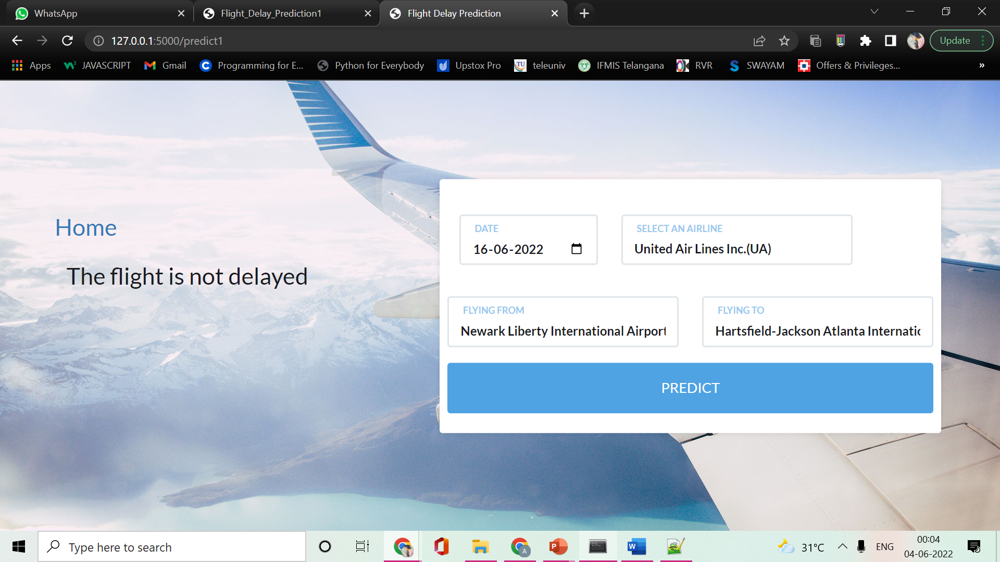 WhatsApp
Flight_Delay_Prediction1
Flight Delay Prediction
127.0.0.1:5000/predict1
Update
Apps
JAVASCRIPT
Gmail
Programming for E...
Python for Everybody
Upstox Pro
teleuniv
IFMIS Telangana
RVR
SWAYAM
Offers & Privileges...
»
Home
The flight is not delayed
DATE
16-06-2022
SELECT AN AIRLINE
United Air Lines Inc.(UA)
FLYING FROM
Newark Liberty International Airport
FLYING TO
Hartsfield-Jackson Atlanta Internatic
PREDICT
Type here to search
31°C
ENG
00:04
04-06-2022